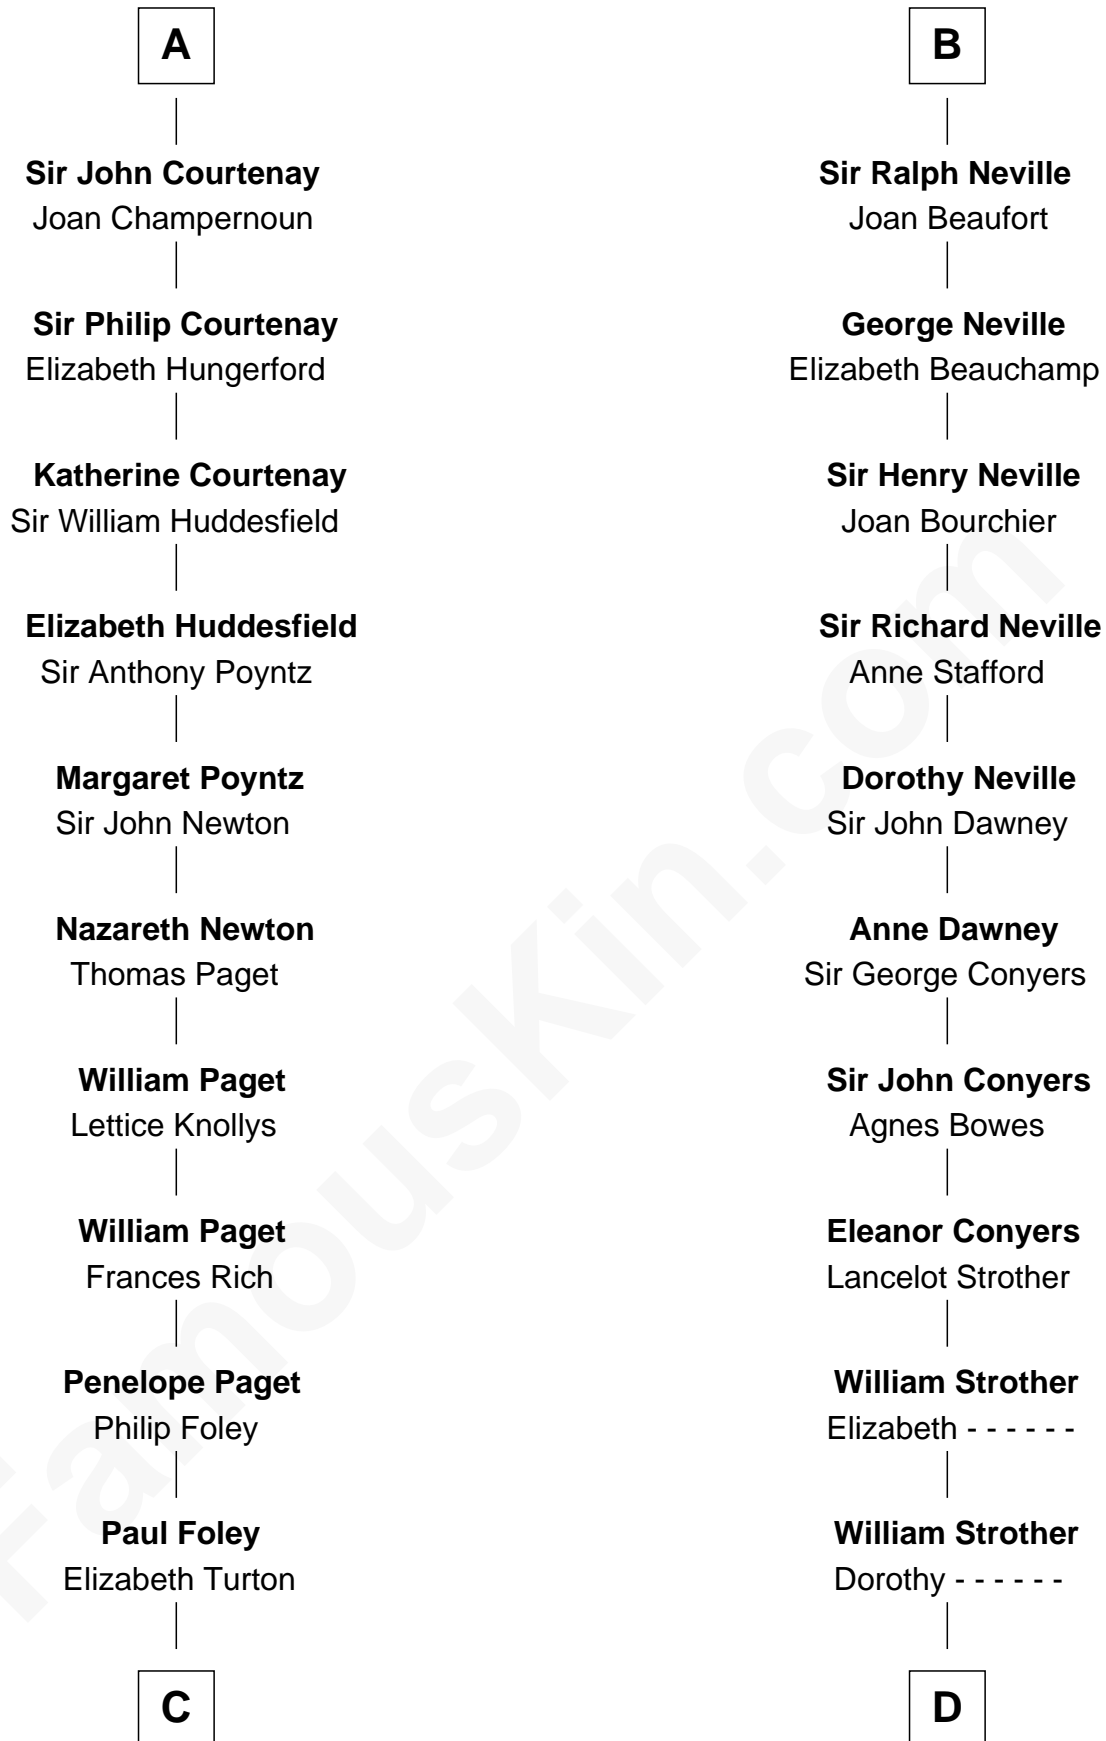 A
Sir John Courtenay
Joan Champernoun
Sir Philip Courtenay
Elizabeth Hungerford
Katherine Courtenay
Sir William Huddesfield
Elizabeth Huddesfield
Sir Anthony Poyntz
Margaret Poyntz
Sir John Newton
Nazareth Newton
Thomas Paget
William Paget
Lettice Knollys
William Paget
Frances Rich
Penelope Paget
Philip Foley
Paul Foley
Elizabeth Turton
C
B
Sir Ralph Neville
Joan Beaufort
George Neville
Elizabeth Beauchamp
Sir Henry Neville
Joan Bourchier
Sir Richard Neville
Anne Stafford
Dorothy Neville
Sir John Dawney
Anne Dawney
Sir George Conyers
Sir John Conyers
Agnes Bowes
Eleanor Conyers
Lancelot Strother
William Strother
Elizabeth - - - - - -
William Strother
Dorothy - - - - - -
D
FamousKin.com